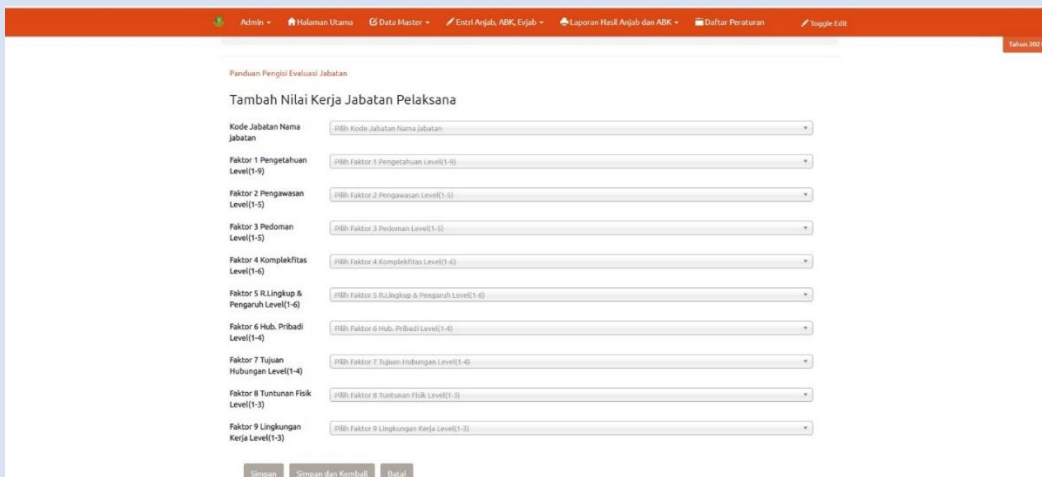 Admin Halaman Utama Data Master Entri Anjab, ABK, Evjab Laporan Hasil Anjab dan ABK Daftar Peraturan Toggle Edit
Tahun 202
Panduan Pengisi Evaluasi Jabatan
Tambah Nilai Kerja Jabatan Pelaksana
Kode Jabatan Nama
jabatan
Pilih Kode Jabatan Nama jabatan
Faktor 1 Pengetahuan
Level(1-9)
Pilih Faktor 1 Pengetahuan Level(1-9)
Faktor 2 Pengawasan
Level(1-5)
Pilih Faktor 2 Pengawasan Level(1-5)
Faktor 3 Pedoman
Level(1-5)
Pilih Faktor 3 Pedoman Level(1-5)
Faktor 4 Komplekfitas
Level(1-6)
Pilih Faktor 4 Komplekfitas Level(1-6)
Faktor 5 R.Lingkup &
Pengaruh Level(1-6)
Pilih Faktor 5 R.Lingkup & Pengaruh Level(1-6)
Faktor 6 Hub. Pribadi
Level(1-4)
Pilih Faktor 6 Hub. Pribadi Level(1-4)
Faktor 7 Tujuan
Hubungan Level(1-4)
Pilih Faktor 7 Tujuan Hubungan Level(1-4)
Faktor 8 Tuntunan Fisik
Level(1-3)
Pilih Faktor 8 Tuntunan Fisik Level(1-3)
Faktor 9 Lingkungan
Kerja Level(1-3)
Pilih Faktor 9 Lingkungan Kerja Level(1-3)
Simpan Simpan dan Kembali Batal